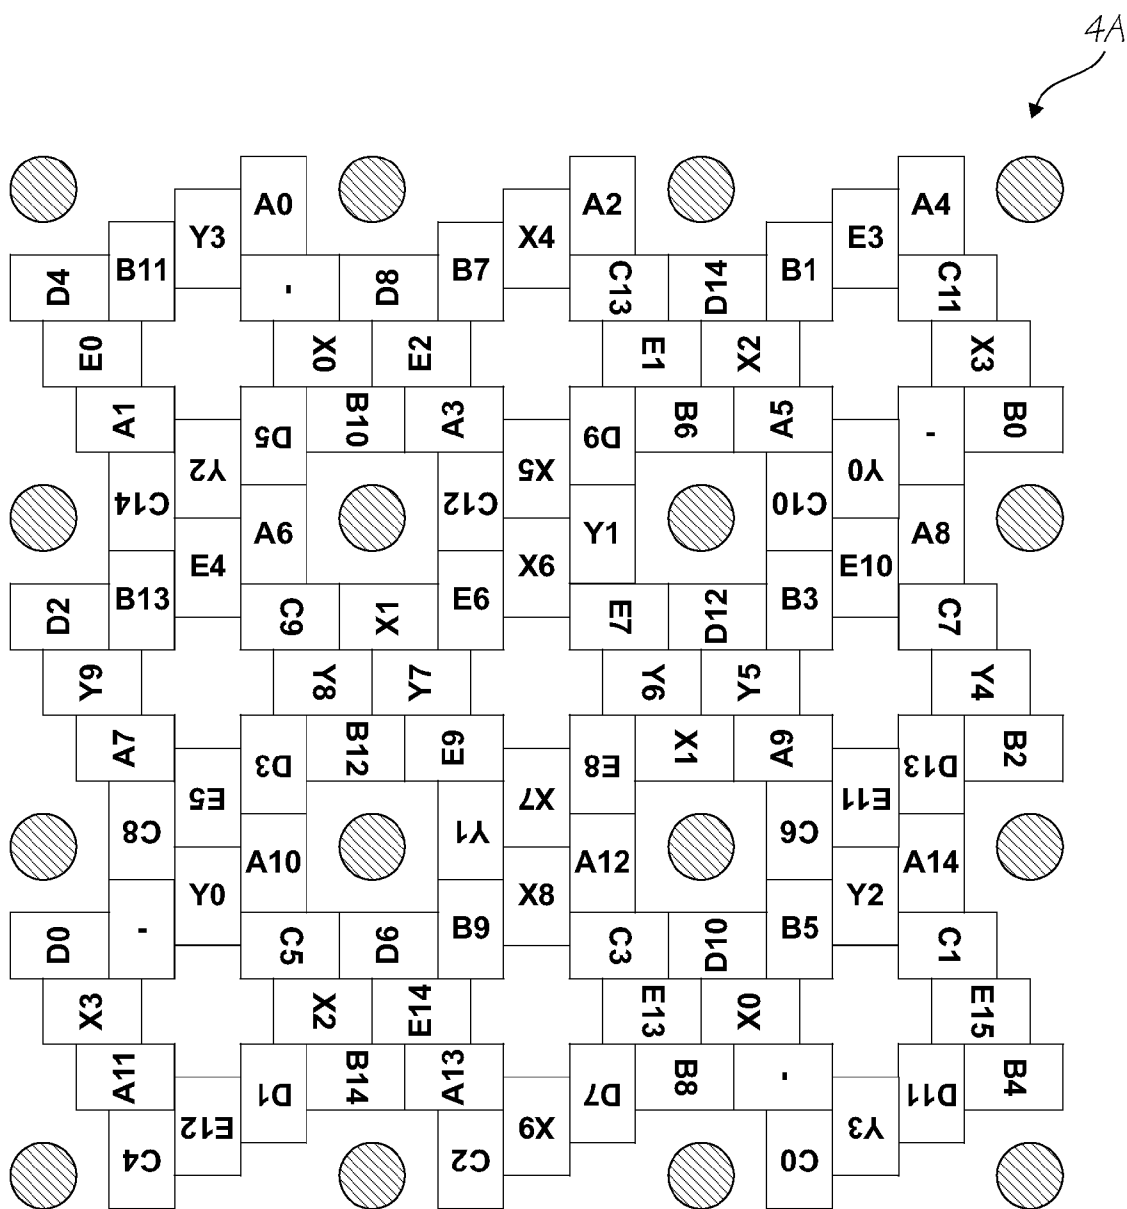 4A
A0 A2 A4
Y3 X4 E3
D4 B11 - D8 B7 C13 D14 B1 C11
E0 X0 E2 E1 X2 X3
A1 D5 B10 A3 D9 B6 A5 - B0
Y2 X5 Y0
C14 C12 C10
A6 Y1 A8
E4 X6 E10
D2 B13 C9 X1 E6 E7 D12 B3 C7
Y9 Y8 Y7 Y6 Y5 Y4
A7 D3 B12 E9 E8 X1 A9 D13 B2
E5 X7 E11
C8 Y1 C6
A10 A12 A14
Y0 X8 Y2
D0 - C5 D6 B9 C3 D10 B5 C1
X3 X2 E14 E13 X0 E15
A11 D1 B14 A13 D7 B8 - D11 B4
E12 X9 Y3
C4 C2 C0